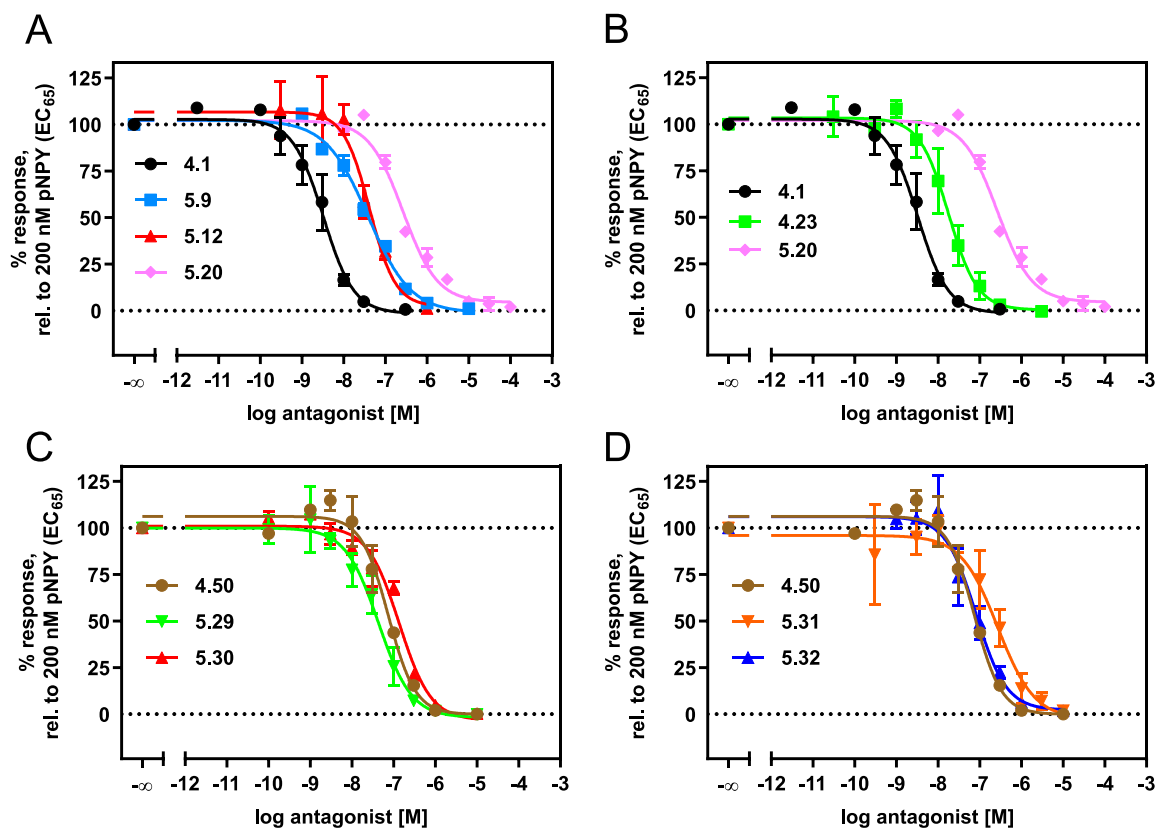 A
% response,
rel. to 200 nM pNPY (EC65)
125
100
75
50
25
0
4.1
5.9
5.12
5.20
-∞ -12 -11 -10 -9 -8 -7 -6 -5 -4 -3
log antagonist [M]
B
% response,
rel. to 200 nM pNPY (EC65)
125
100
75
50
25
0
4.1
4.23
5.20
-∞ -12 -11 -10 -9 -8 -7 -6 -5 -4 -3
log antagonist [M]
C
% response,
rel. to 200 nM pNPY (EC65)
125
100
75
50
25
0
4.50
5.29
5.30
-∞ -12 -11 -10 -9 -8 -7 -6 -5 -4 -3
log antagonist [M]
D
% response,
rel. to 200 nM pNPY (EC65)
125
100
75
50
25
0
4.50
5.31
5.32
-∞ -12 -11 -10 -9 -8 -7 -6 -5 -4 -3
log antagonist [M]